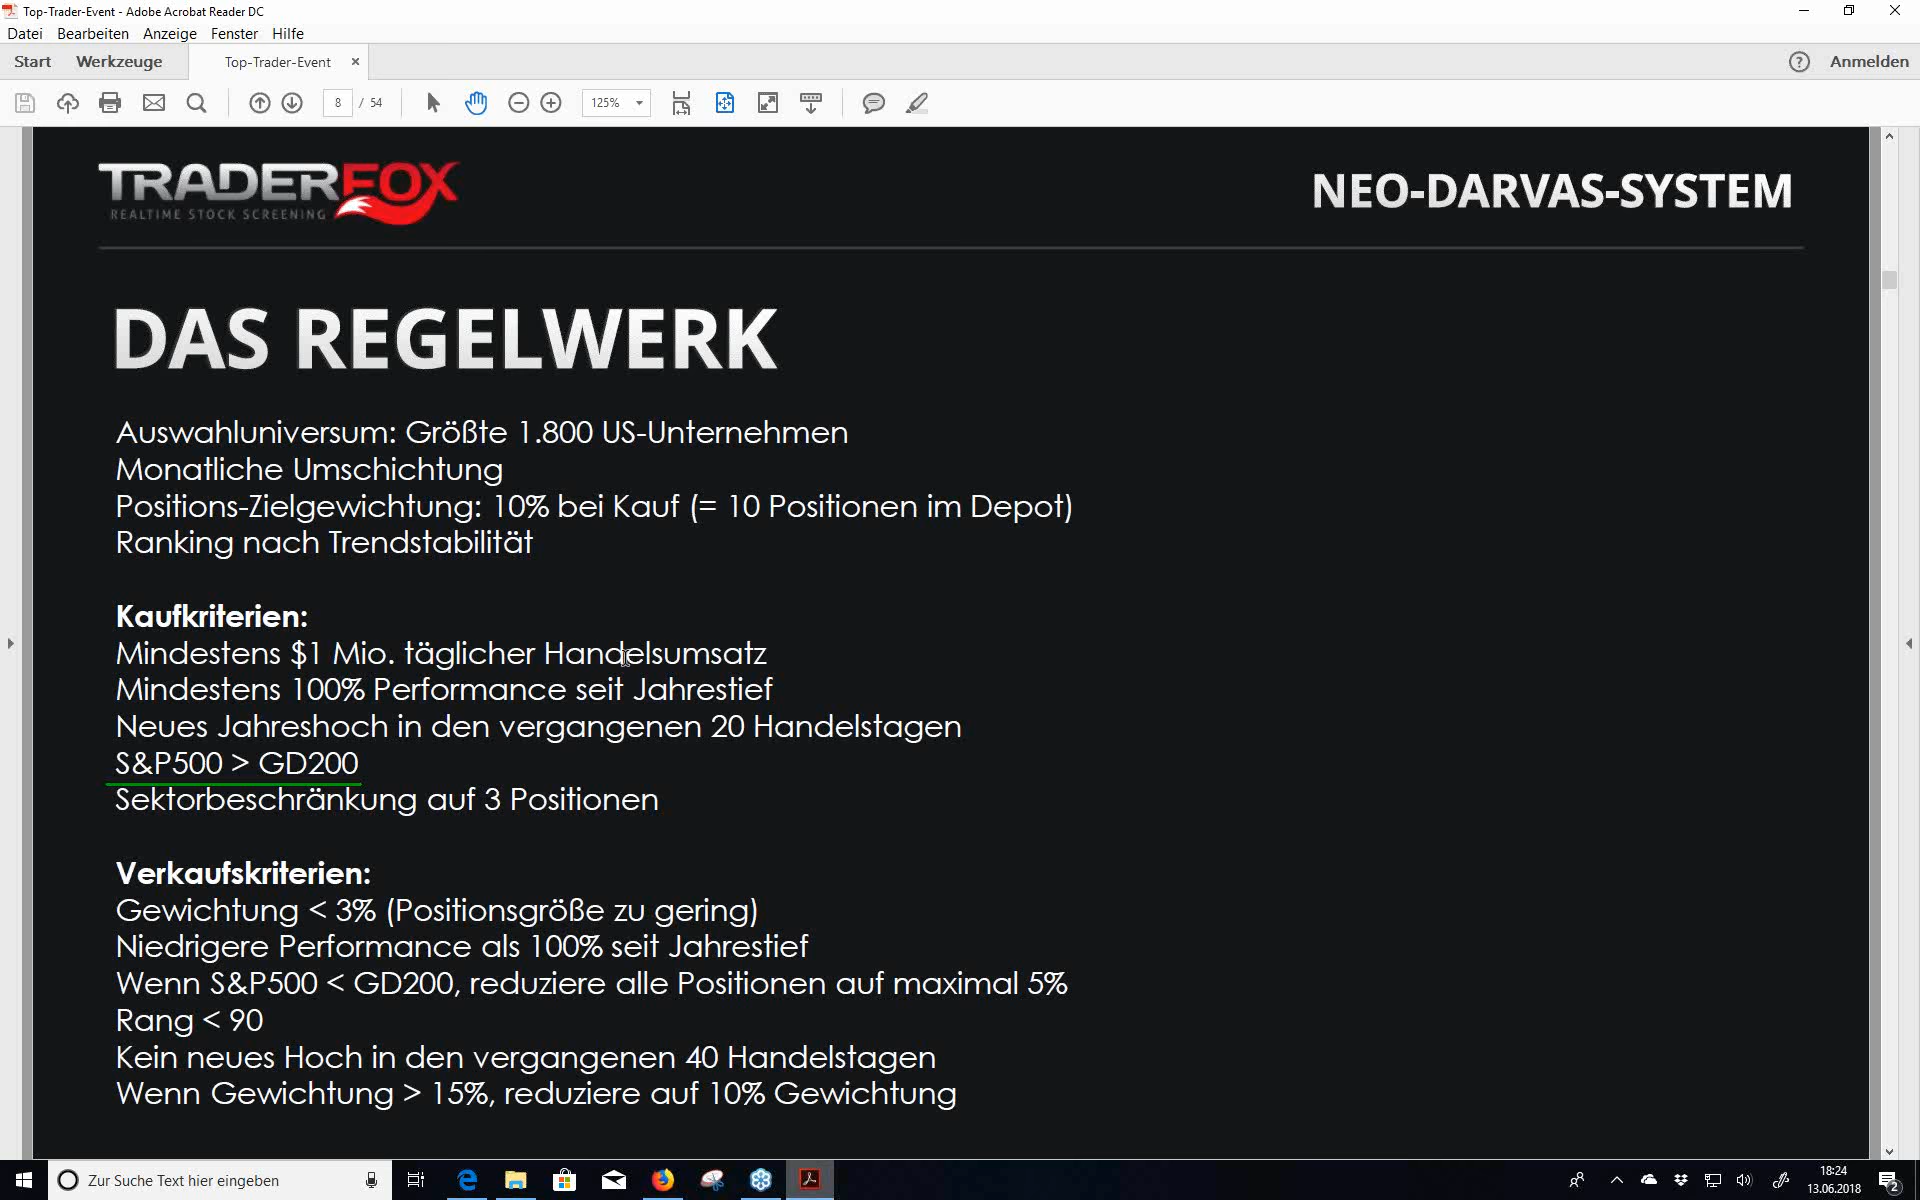 Top-Trader-Event - Adobe Acrobat Reader DC
Datei Bearbeiten Anzeige Fenster Hilfe
Start Werkzeuge Top-Trader-Event × ? Anmelden
8 / 54 125%
TRADERFOX
REALTIME STOCK SCREENING
NEO-DARVAS-SYSTEM
DAS REGELWERK
Auswahluniversum: Größte 1.800 US-Unternehmen
Monatliche Umschichtung
Positions-Zielgewichtung: 10% bei Kauf (= 10 Positionen im Depot)
Ranking nach Trendstabilität
Kaufkriterien:
Mindestens $1 Mio. täglicher Handelsumsatz
Mindestens 100% Performance seit Jahrestief
Neues Jahreshoch in den vergangenen 20 Handelstagen
S&P500 > GD200
Sektorbeschränkung auf 3 Positionen
Verkaufskriterien:
Gewichtung < 3% (Positionsgröße zu gering)
Niedrigere Performance als 100% seit Jahrestief
Wenn S&P500 < GD200, reduziere alle Positionen auf maximal 5%
Rang < 90
Kein neues Hoch in den vergangenen 40 Handelstagen
Wenn Gewichtung > 15%, reduziere auf 10% Gewichtung
Zur Suche Text hier eingeben
18:24
13.06.2018
2